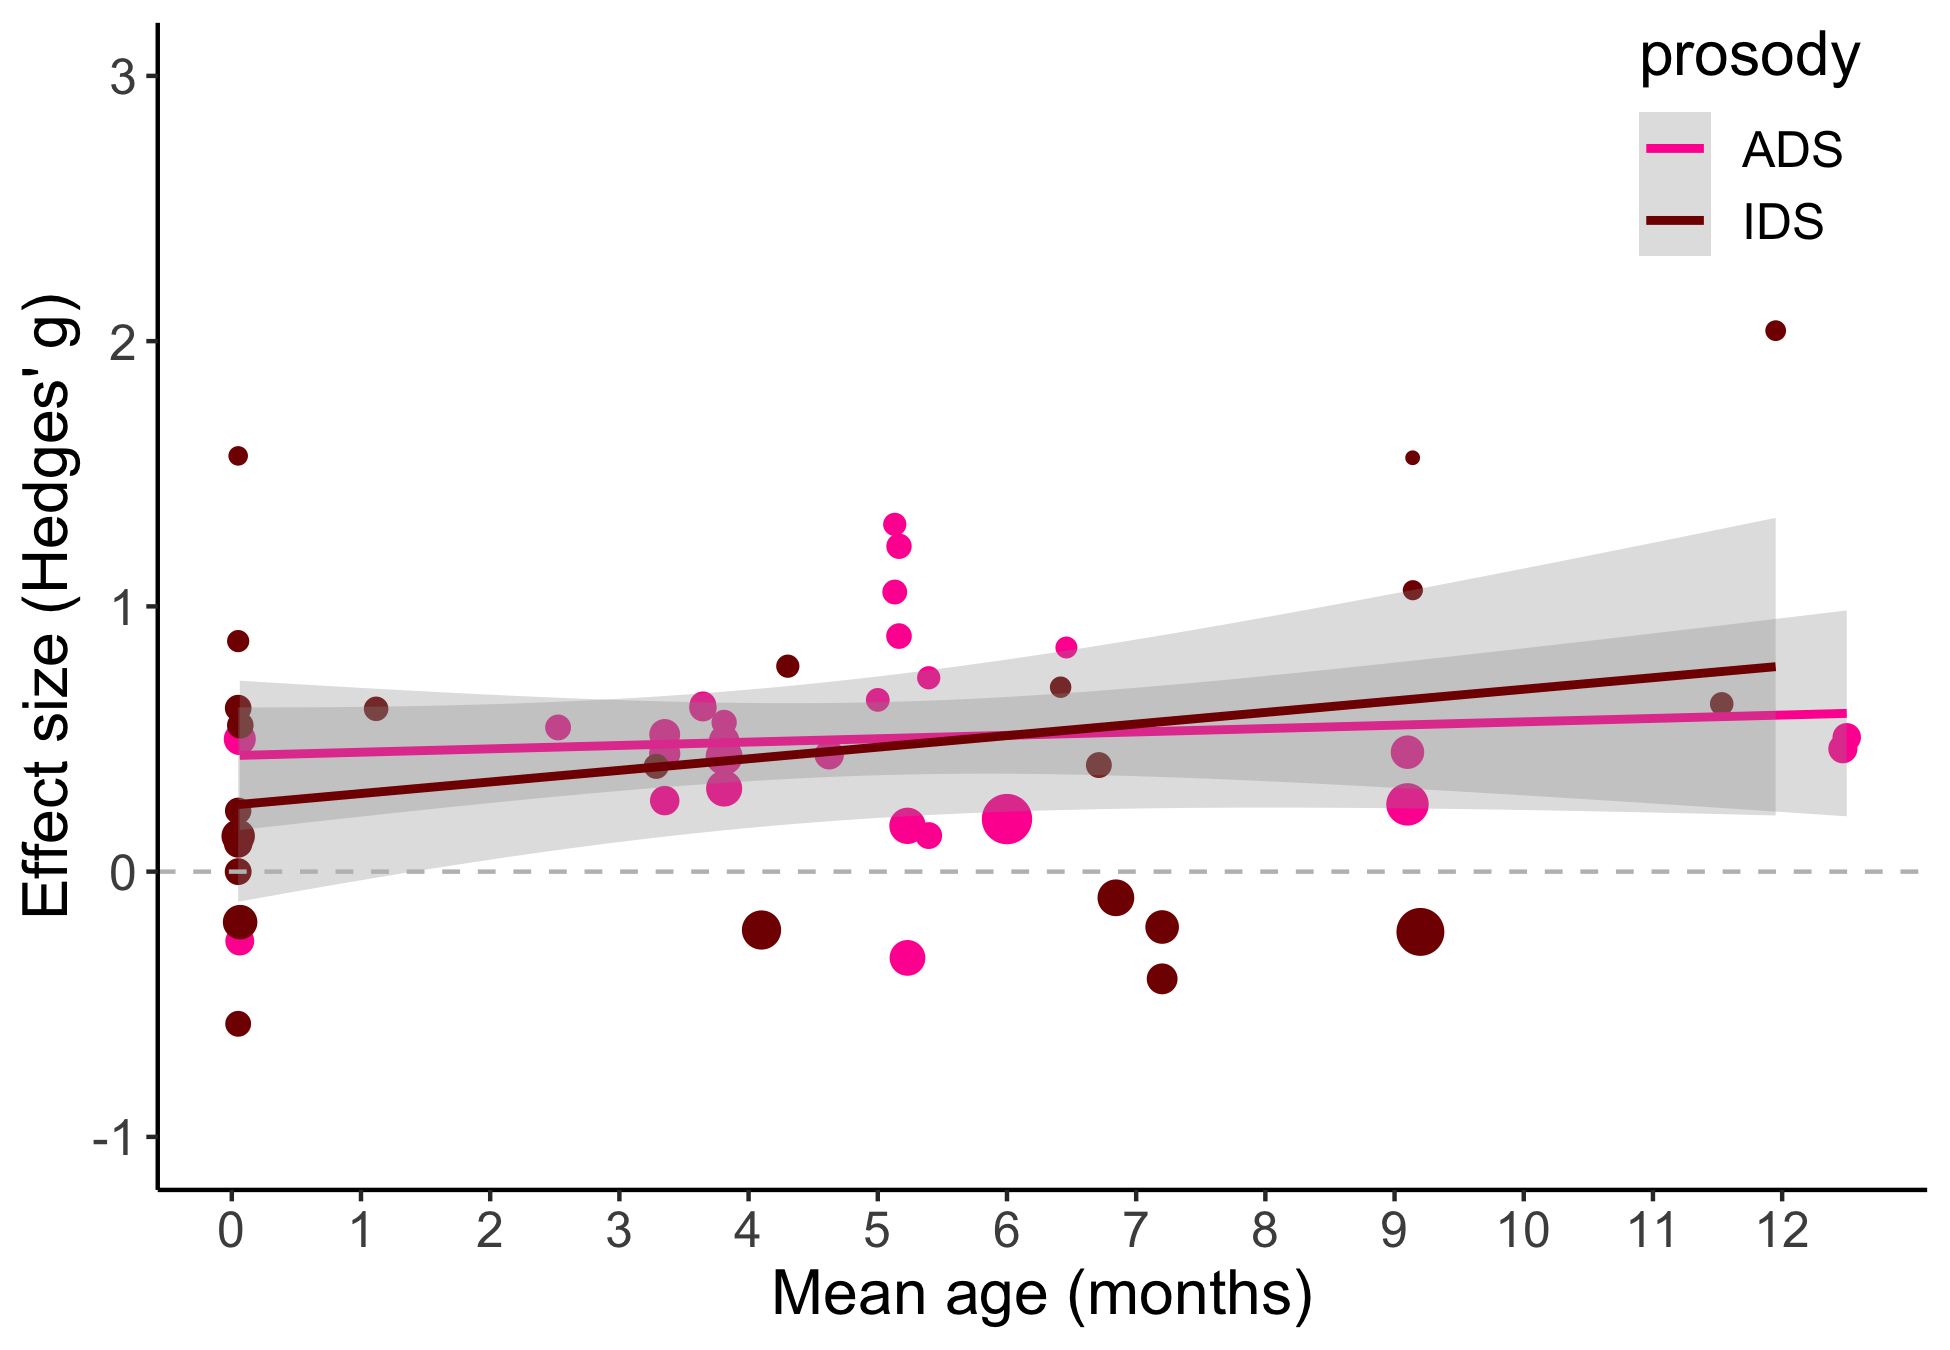 prosody
ADS
IDS
Effect size (Hedges' g)
3
2
1
0
-1
0 1 2 3 4 5 6 7 8 9 10 11 12
Mean age (months)